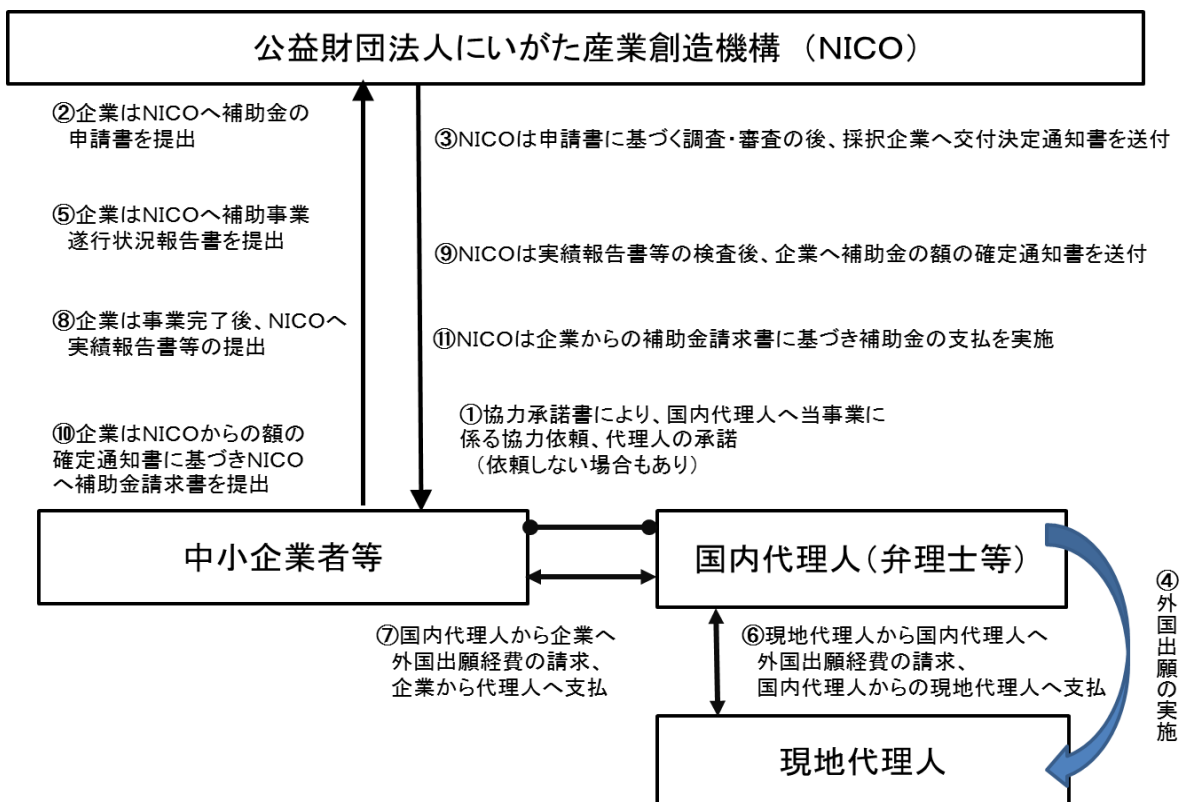 公益財団法人にいがた産業創造機構 （NICO）
②企業はNICOへ補助金の
申請書を提出
③NICOは申請書に基づく調査・審査の後、採択企業へ交付決定通知書を送付
⑤企業はNICOへ補助事業
遂行状況報告書を提出
⑨NICOは実績報告書等の検査後、企業へ補助金の額の確定通知書を送付
⑧企業は事業完了後、NICOへ
実績報告書等の提出
⑪NICOは企業からの補助金請求書に基づき補助金の支払を実施
①協力承諾書により、国内代理人へ当事業に
係る協力依頼、代理人の承諾
（依頼しない場合もあり）
⑩企業はNICOからの額の
確定通知書に基づきNICO
へ補助金請求書を提出
中小企業者等
国内代理人（弁理士等）
④外国出願の実施
⑦国内代理人から企業へ
外国出願経費の請求、
企業から代理人へ支払
⑥現地代理人から国内代理人へ
外国出願経費の請求、
国内代理人からの現地代理人へ支払
現地代理人